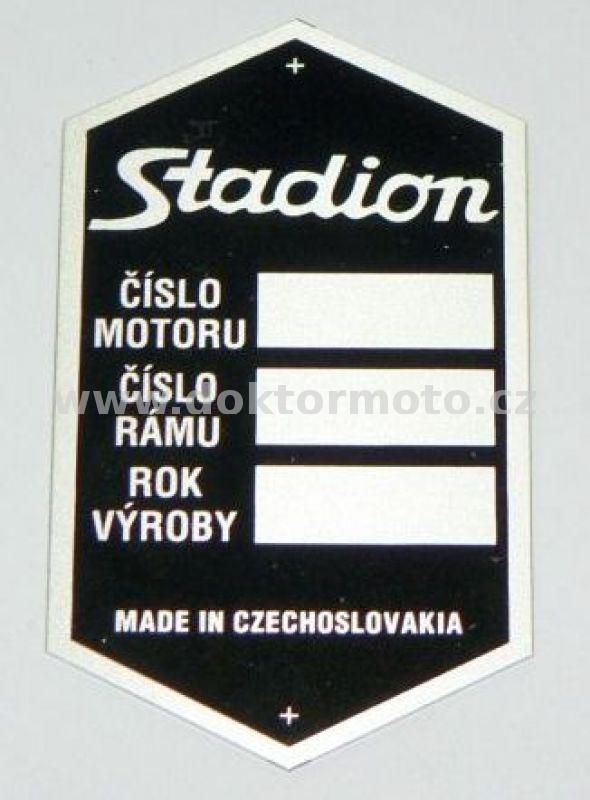 Stadion
ČÍSLO
MOTORU
ČÍSLO
www.doktormoto.cz
RÁMU
ROK
VÝROBY
MADE IN CZECHOSLOVAKIA